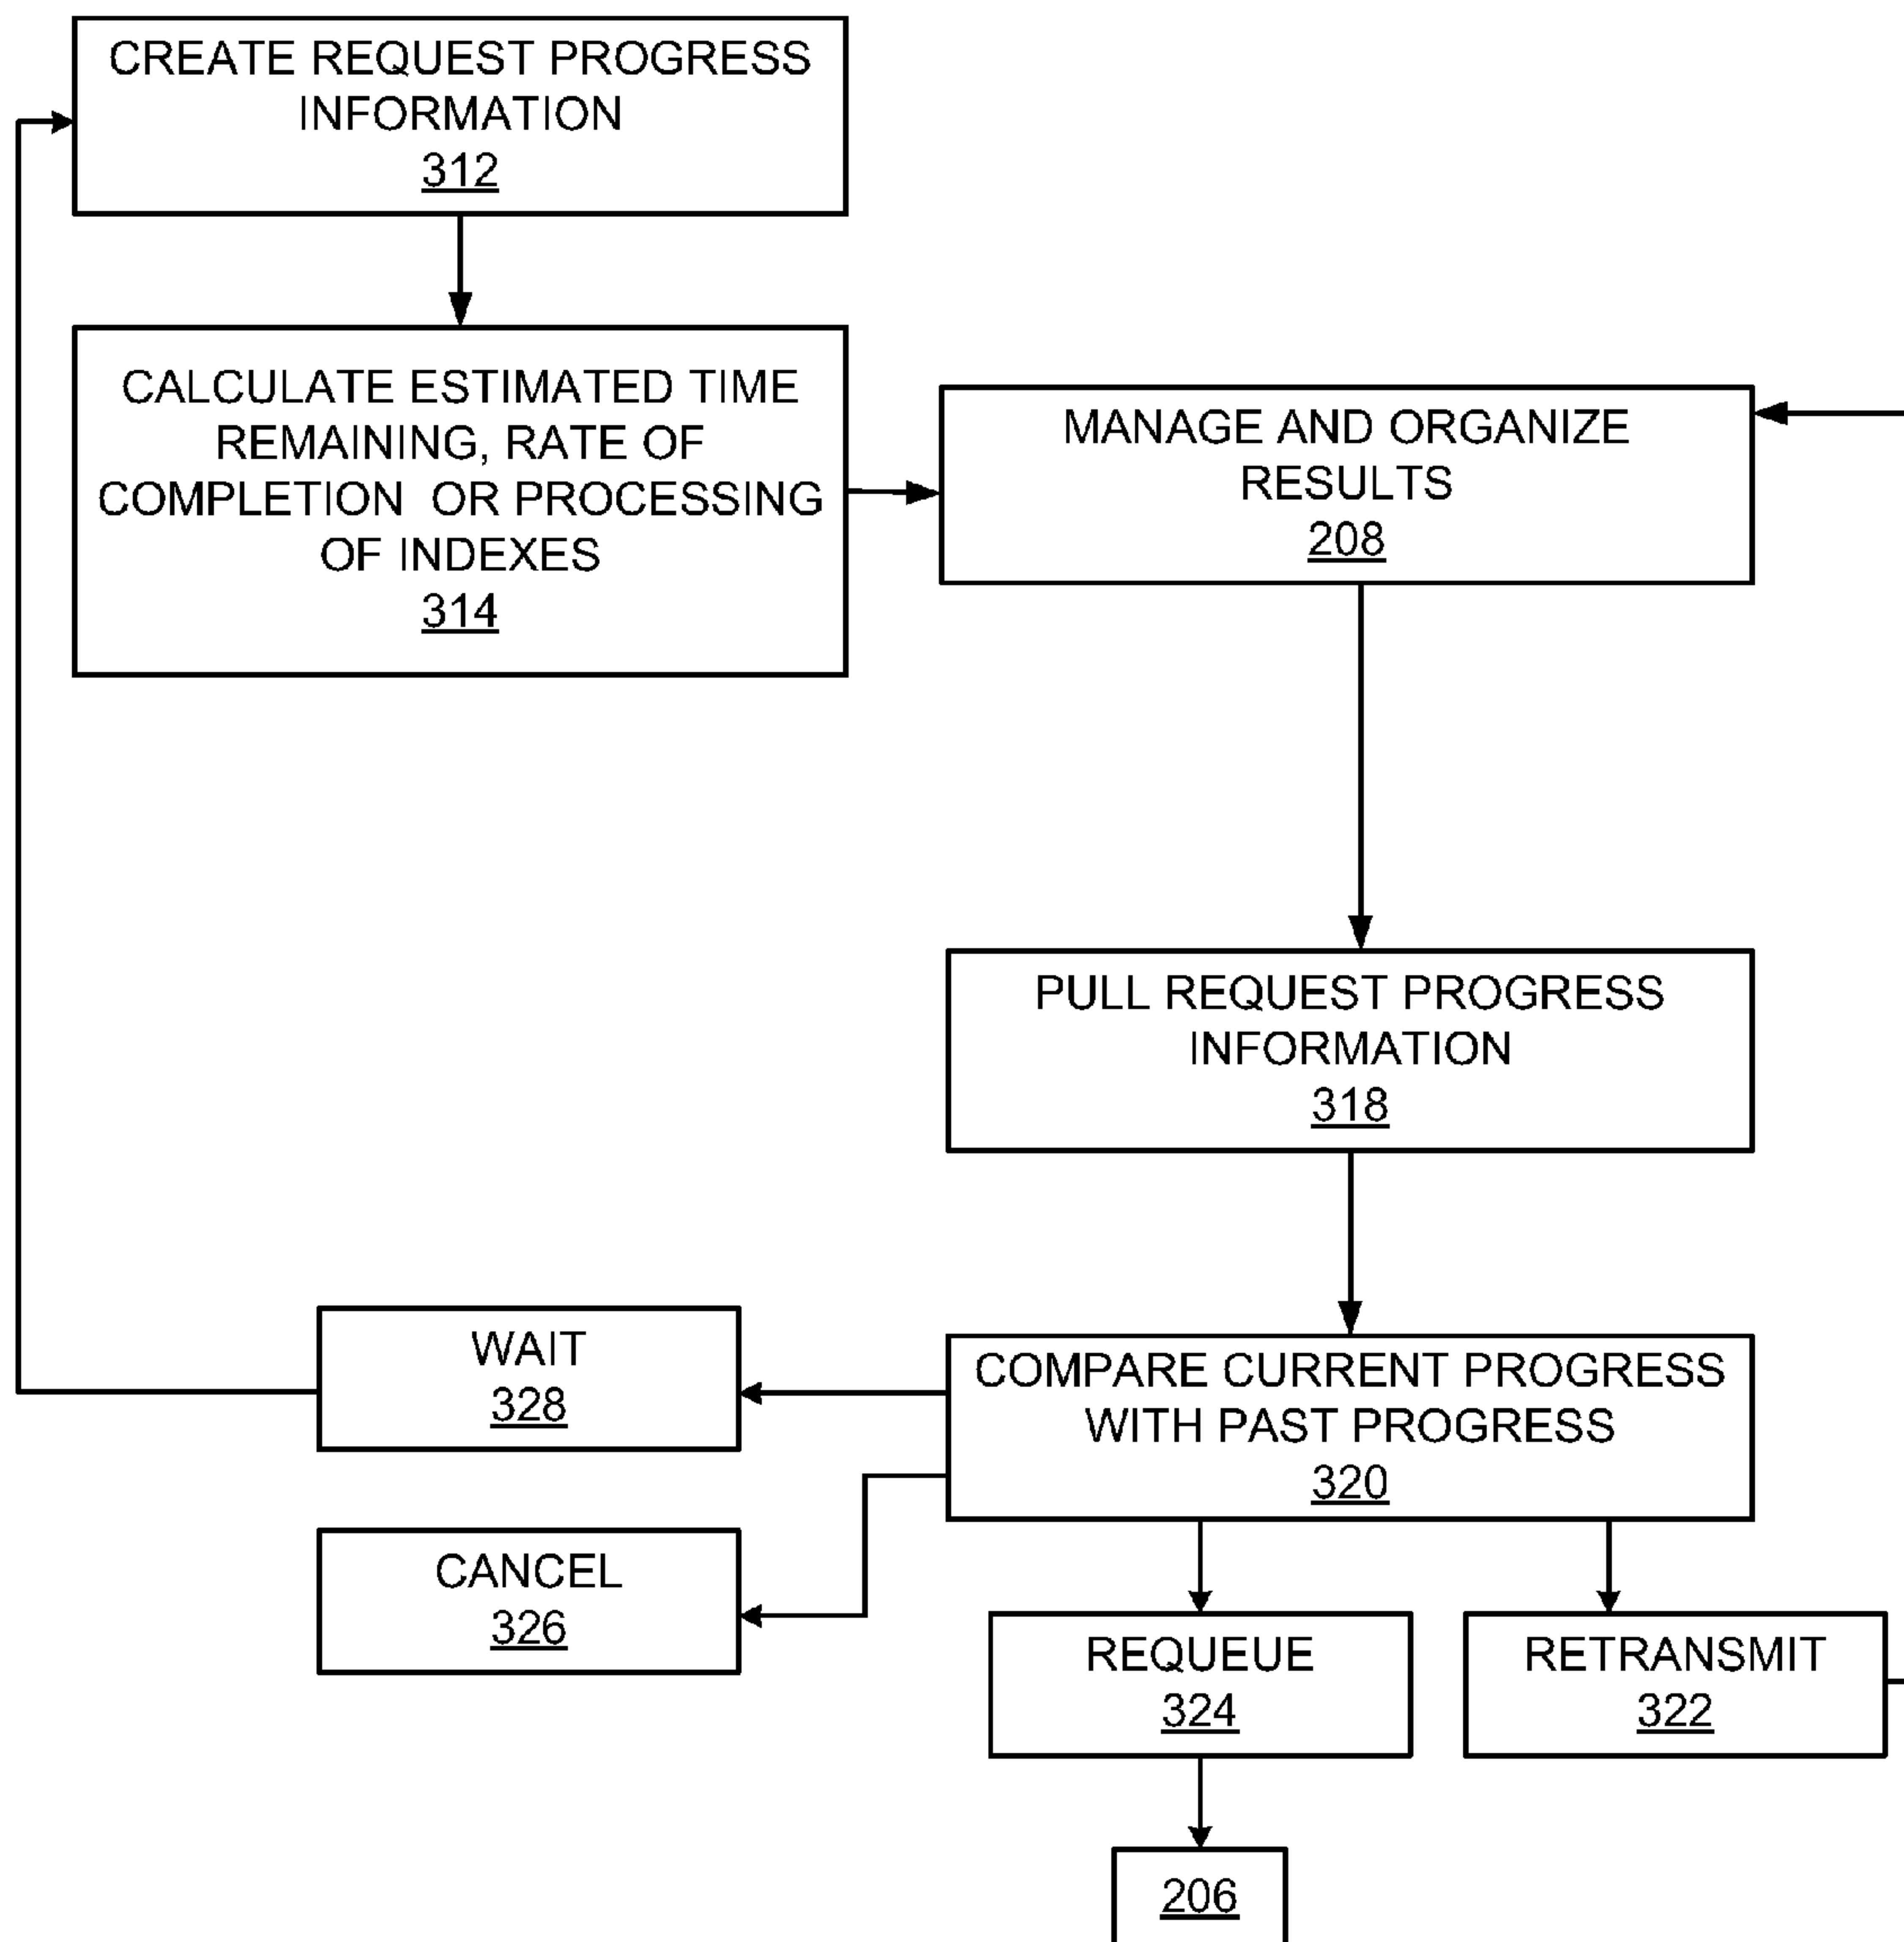 CREATE REQUEST PROGRESS
INFORMATION
312
CALCULATE ESTIMATED TIME
REMAINING, RATE OF
COMPLETION OR PROCESSING
OF INDEXES
314
MANAGE AND ORGANIZE
RESULTS
208
PULL REQUEST PROGRESS
INFORMATION
318
COMPARE CURRENT PROGRESS
WITH PAST PROGRESS
320
WAIT
328
CANCEL
326
REQUEUE
324
RETRANSMIT
322
206